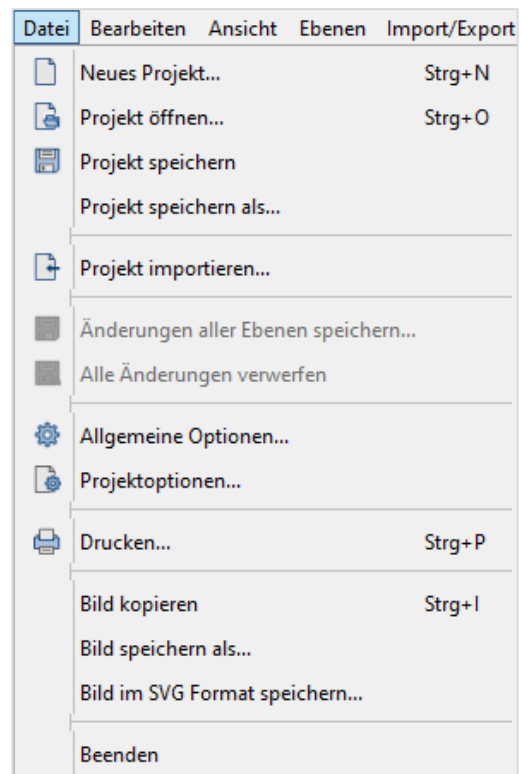 Datei Bearbeiten Ansicht Ebenen Import/Export
Neues Projekt... Strg+N
Projekt öffnen... Strg+O
Projekt speichern
Projekt speichern als...
Projekt importieren...
Änderungen aller Ebenen speichern...
Alle Änderungen verwerfen
Allgemeine Optionen...
Projektoptionen...
Drucken... Strg+P
Bild kopieren Strg+I
Bild speichern als...
Bild im SVG Format speichern...
Beenden